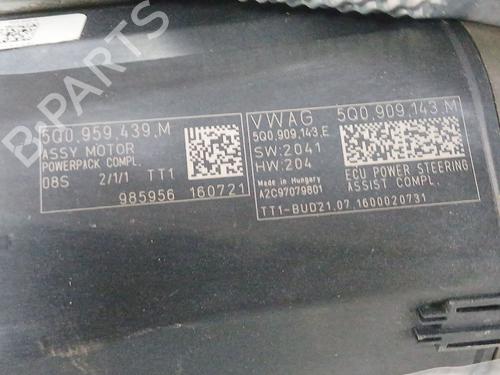 5Q0.959.439.M
ASSY MOTOR
POWERPACK COMPL.
08S 2/1/1 TT1
985956 160721
VWAG 5Q0.909.143.M
5Q0.909.143.E
SW:2041
HW:204
Made in Hungary
A2C97079801
ECU POWER STEERING
ASSIST COMPL.
TT1-BUD21.07.1600020731
B-PARTS